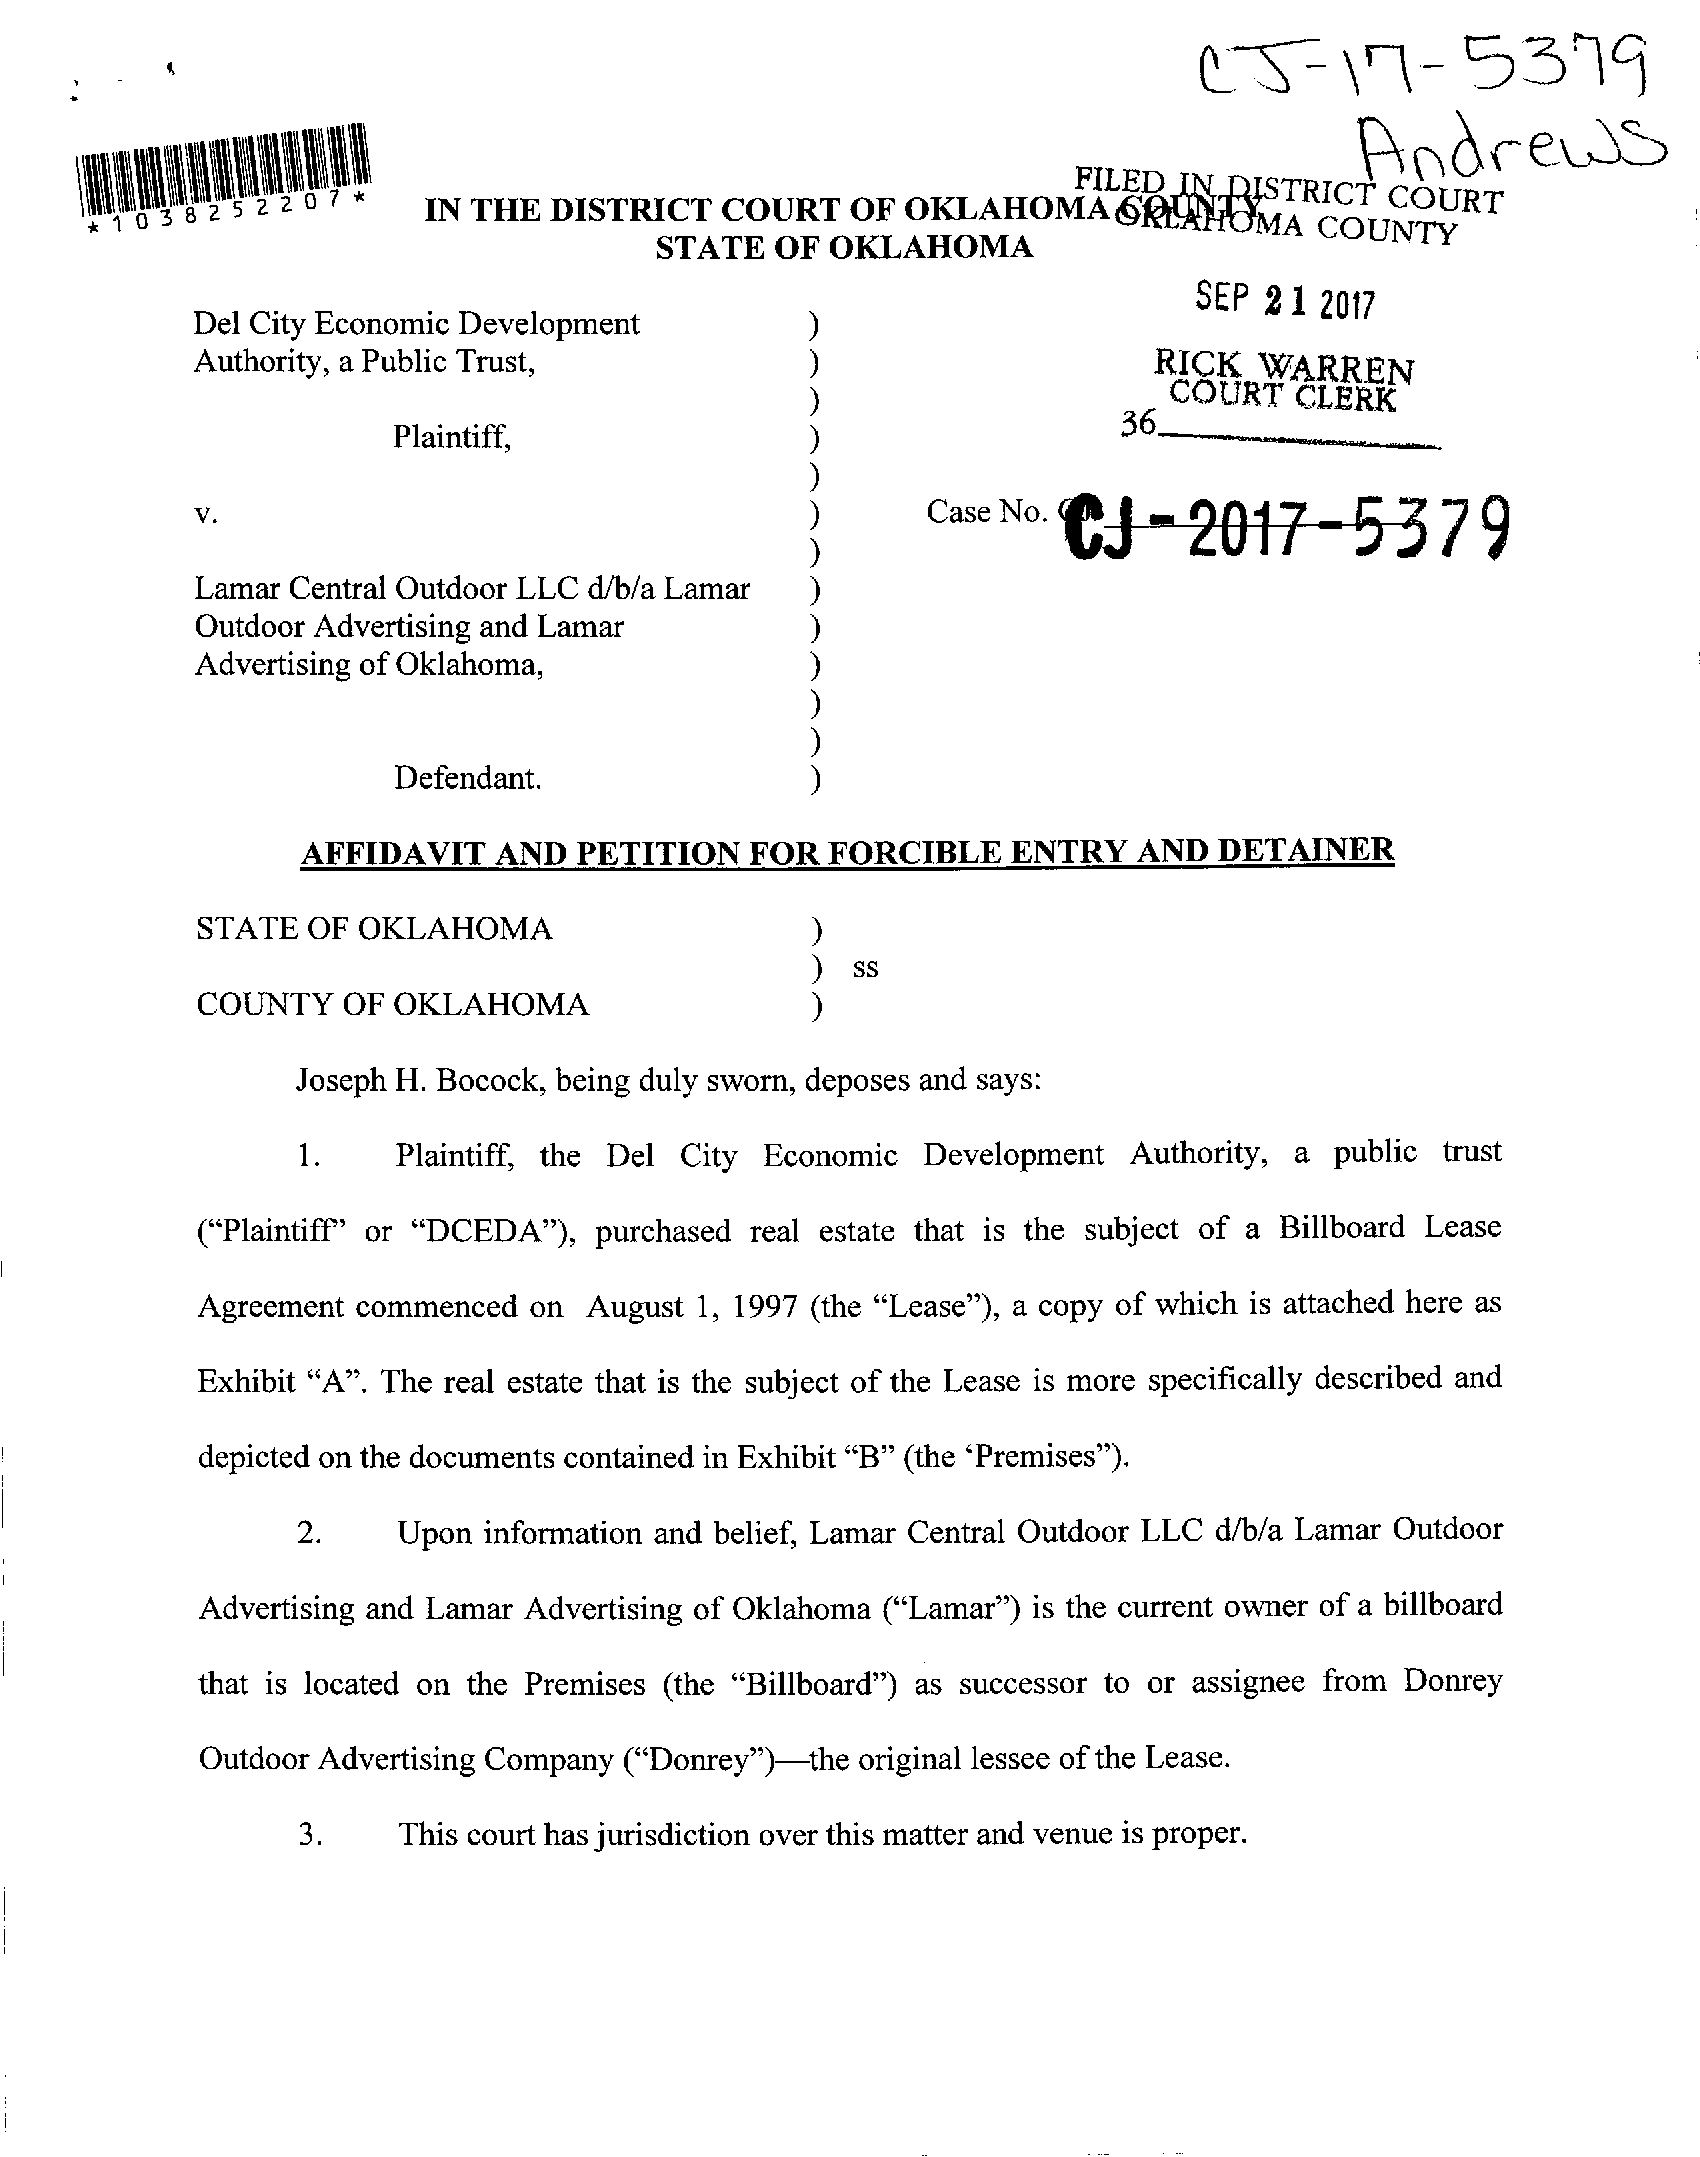 CJ-17-5379
Andrews
*1038252207*
FILED IN DISTRICT COURT
OKLAHOMA COUNTY
IN THE DISTRICT COURT OF OKLAHOMA COUNTY
STATE OF OKLAHOMA
SEP 21 2017
RICK WARREN
COURT CLERK
36
Del City Economic Development )
Authority, a Public Trust, )
)
Plaintiff, )
)
v. ) Case No. CJ-2017-5379
)
Lamar Central Outdoor LLC d/b/a Lamar )
Outdoor Advertising and Lamar )
Advertising of Oklahoma, )
)
)
Defendant. )
AFFIDAVIT AND PETITION FOR FORCIBLE ENTRY AND DETAINER
STATE OF OKLAHOMA )
) ss
COUNTY OF OKLAHOMA )
Joseph H. Bocock, being duly sworn, deposes and says:
1. Plaintiff, the Del City Economic Development Authority, a public trust
(“Plaintiff” or “DCEDA”), purchased real estate that is the subject of a Billboard Lease
Agreement commenced on August 1, 1997 (the “Lease”), a copy of which is attached here as
Exhibit “A”. The real estate that is the subject of the Lease is more specifically described and
depicted on the documents contained in Exhibit “B” (the ‘Premises”).
2. Upon information and belief, Lamar Central Outdoor LLC d/b/a Lamar Outdoor
Advertising and Lamar Advertising of Oklahoma (“Lamar”) is the current owner of a billboard
that is located on the Premises (the “Billboard”) as successor to or assignee from Donrey
Outdoor Advertising Company (“Donrey”)—the original lessee of the Lease.
3. This court has jurisdiction over this matter and venue is proper.